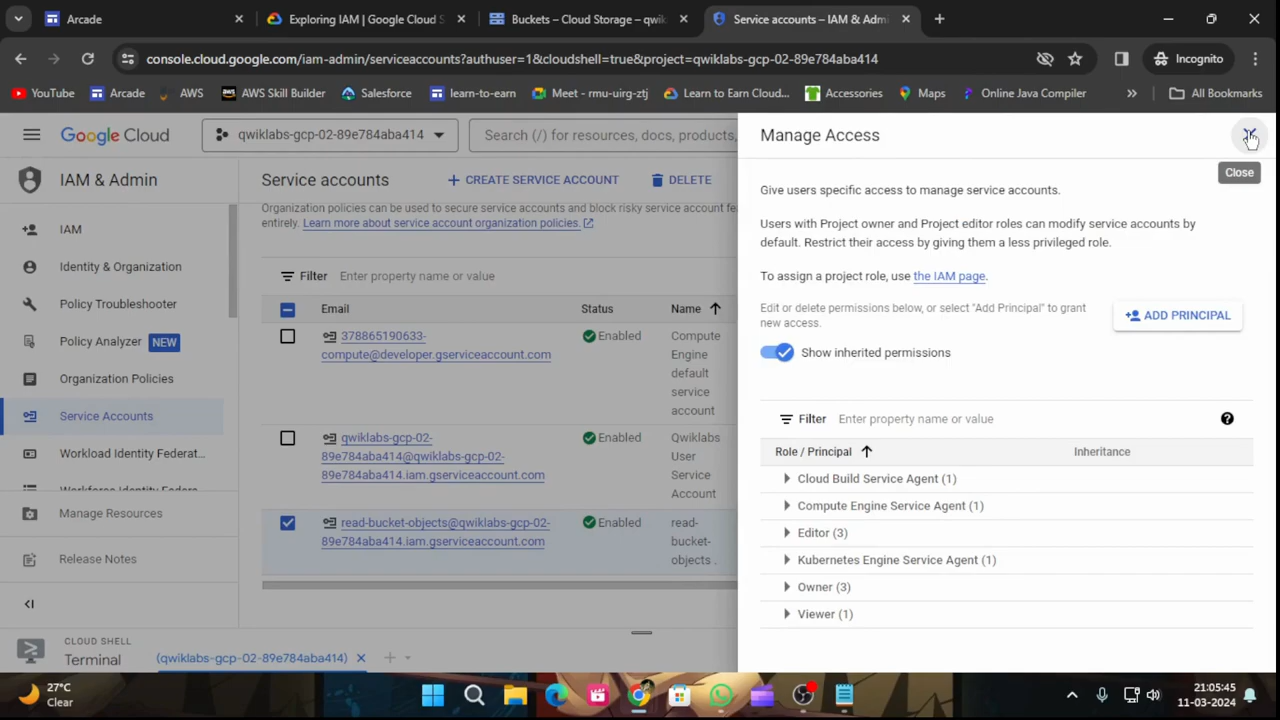 Arcade
Exploring IAM | Google Cloud S
Buckets – Cloud Storage – qwik
Service accounts – IAM & Admi
console.cloud.google.com/iam-admin/serviceaccounts?authuser=1&cloudshell=true&project=qwiklabs-gcp-02-89e784aba414
Incognito
YouTube
Arcade
AWS
AWS Skill Builder
Salesforce
learn-to-earn
Meet - rmu-uirg-ztj
Learn to Earn Cloud...
Accessories
Maps
Online Java Compiler
All Bookmarks
Google Cloud
qwiklabs-gcp-02-89e784aba414
Search (/) for resources, docs, products,
Manage Access
Close
IAM & Admin
Service accounts
CREATE SERVICE ACCOUNT
DELETE
Organization policies can be used to secure service accounts and block risky service account fe
entirely. Learn more about service account organization policies.
IAM
Identity & Organization
Policy Troubleshooter
Policy Analyzer NEW
Organization Policies
Service Accounts
Workload Identity Federat...
Workforce Identity Federa...
Manage Resources
Release Notes
Filter Enter property name or value
Email Status Name
378865190633-
compute@developer.gserviceaccount.com
Enabled
Compute
Engine
default
service
account
qwiklabs-gcp-02-
89e784aba414@qwiklabs-gcp-02-
89e784aba414.iam.gserviceaccount.com
Enabled
Qwiklabs
User
Service
Account
read-bucket-objects@qwiklabs-gcp-02-
89e784aba414.iam.gserviceaccount.com
Enabled
read-
bucket-
objects .
Give users specific access to manage service accounts.
Users with Project owner and Project editor roles can modify service accounts by
default. Restrict their access by giving them a less privileged role.
To assign a project role, use the IAM page.
Edit or delete permissions below, or select "Add Principal" to grant
new access.
ADD PRINCIPAL
Show inherited permissions
Filter Enter property name or value
Role / Principal Inheritance
Cloud Build Service Agent (1)
Compute Engine Service Agent (1)
Editor (3)
Kubernetes Engine Service Agent (1)
Owner (3)
Viewer (1)
CLOUD SHELL
Terminal
(qwiklabs-gcp-02-89e784aba414)
27°C
Clear
21:05:45
11-03-2024